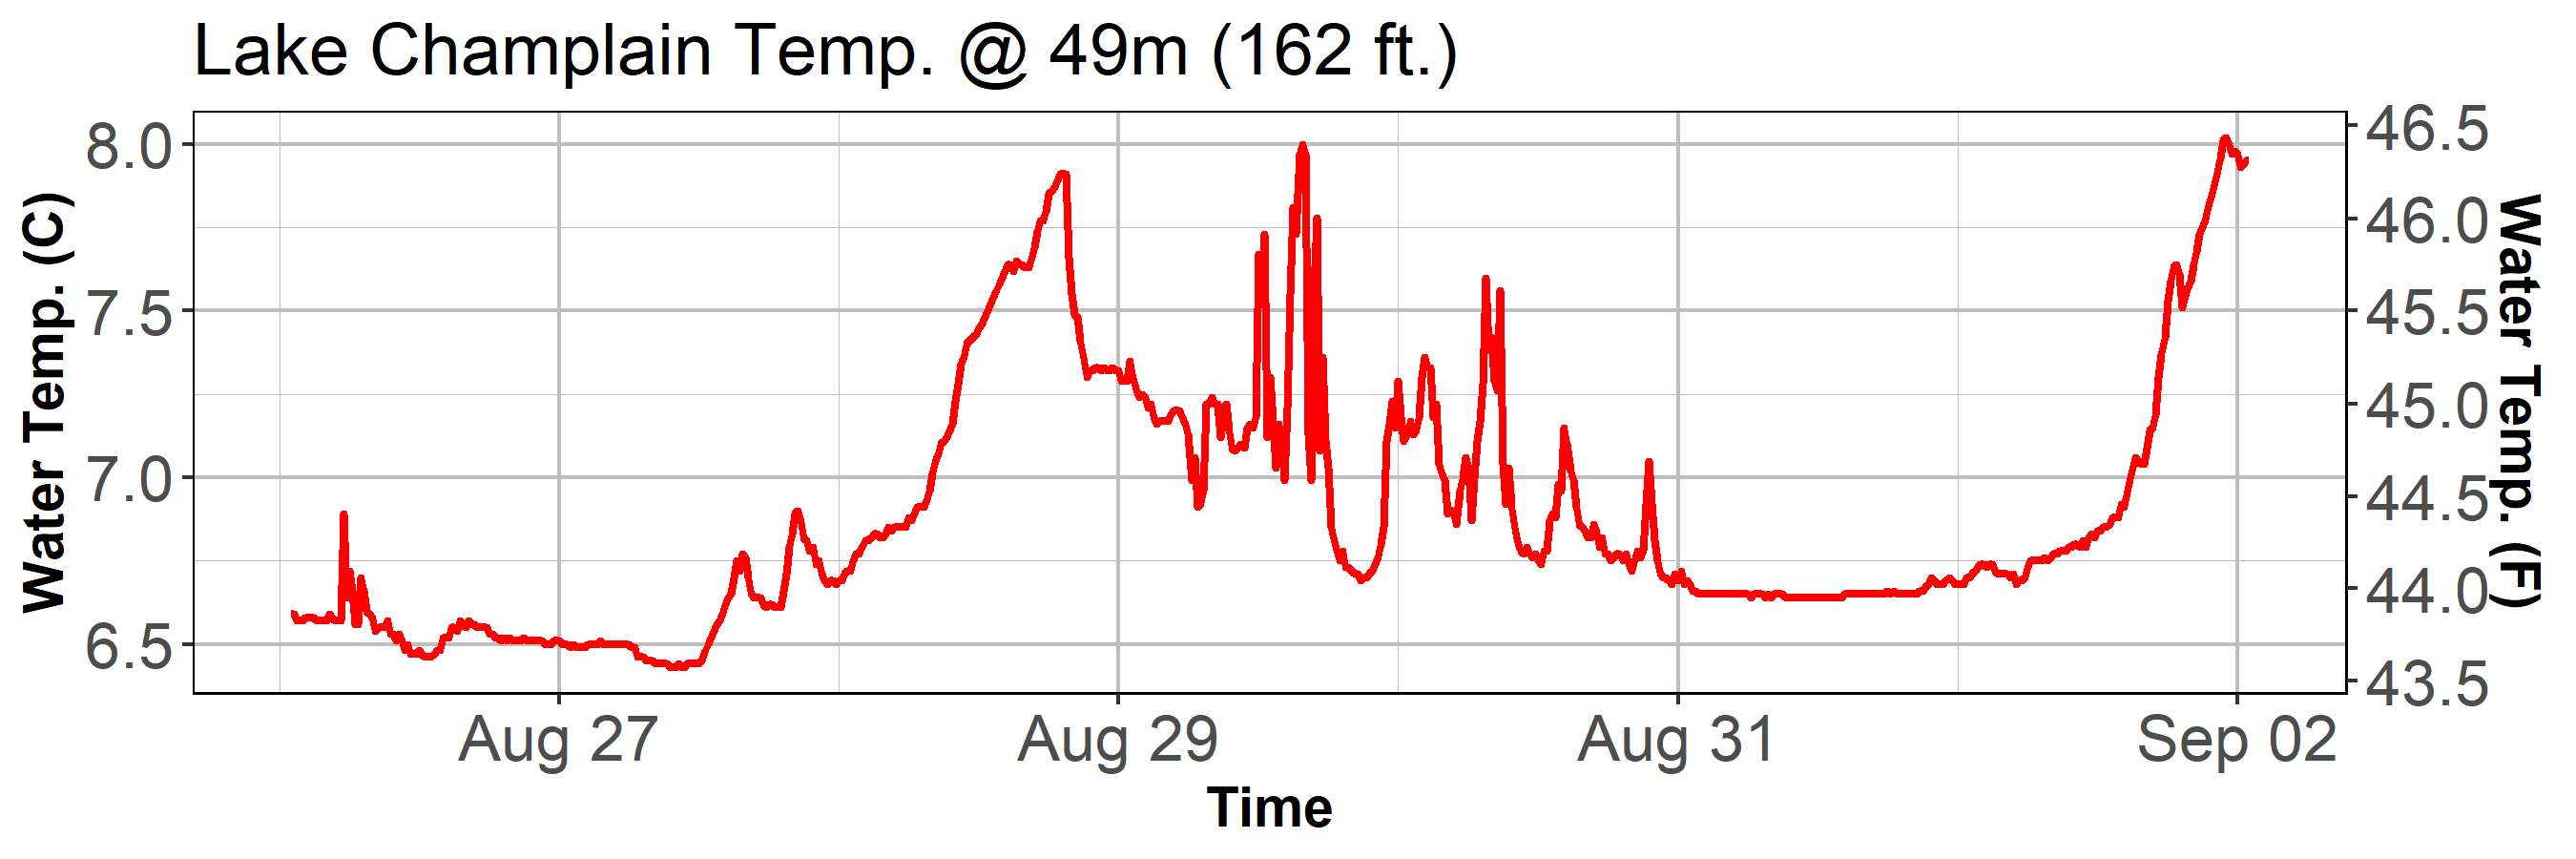 Lake Champlain Temp. @ 49m (162 ft.)
Water Temp. (C)
8.0
7.5
7.0
6.5
46.5
46.0
45.5
45.0
44.5
44.0
43.5
Water Temp. (F)
Aug 27
Aug 29
Aug 31
Sep 02
Time